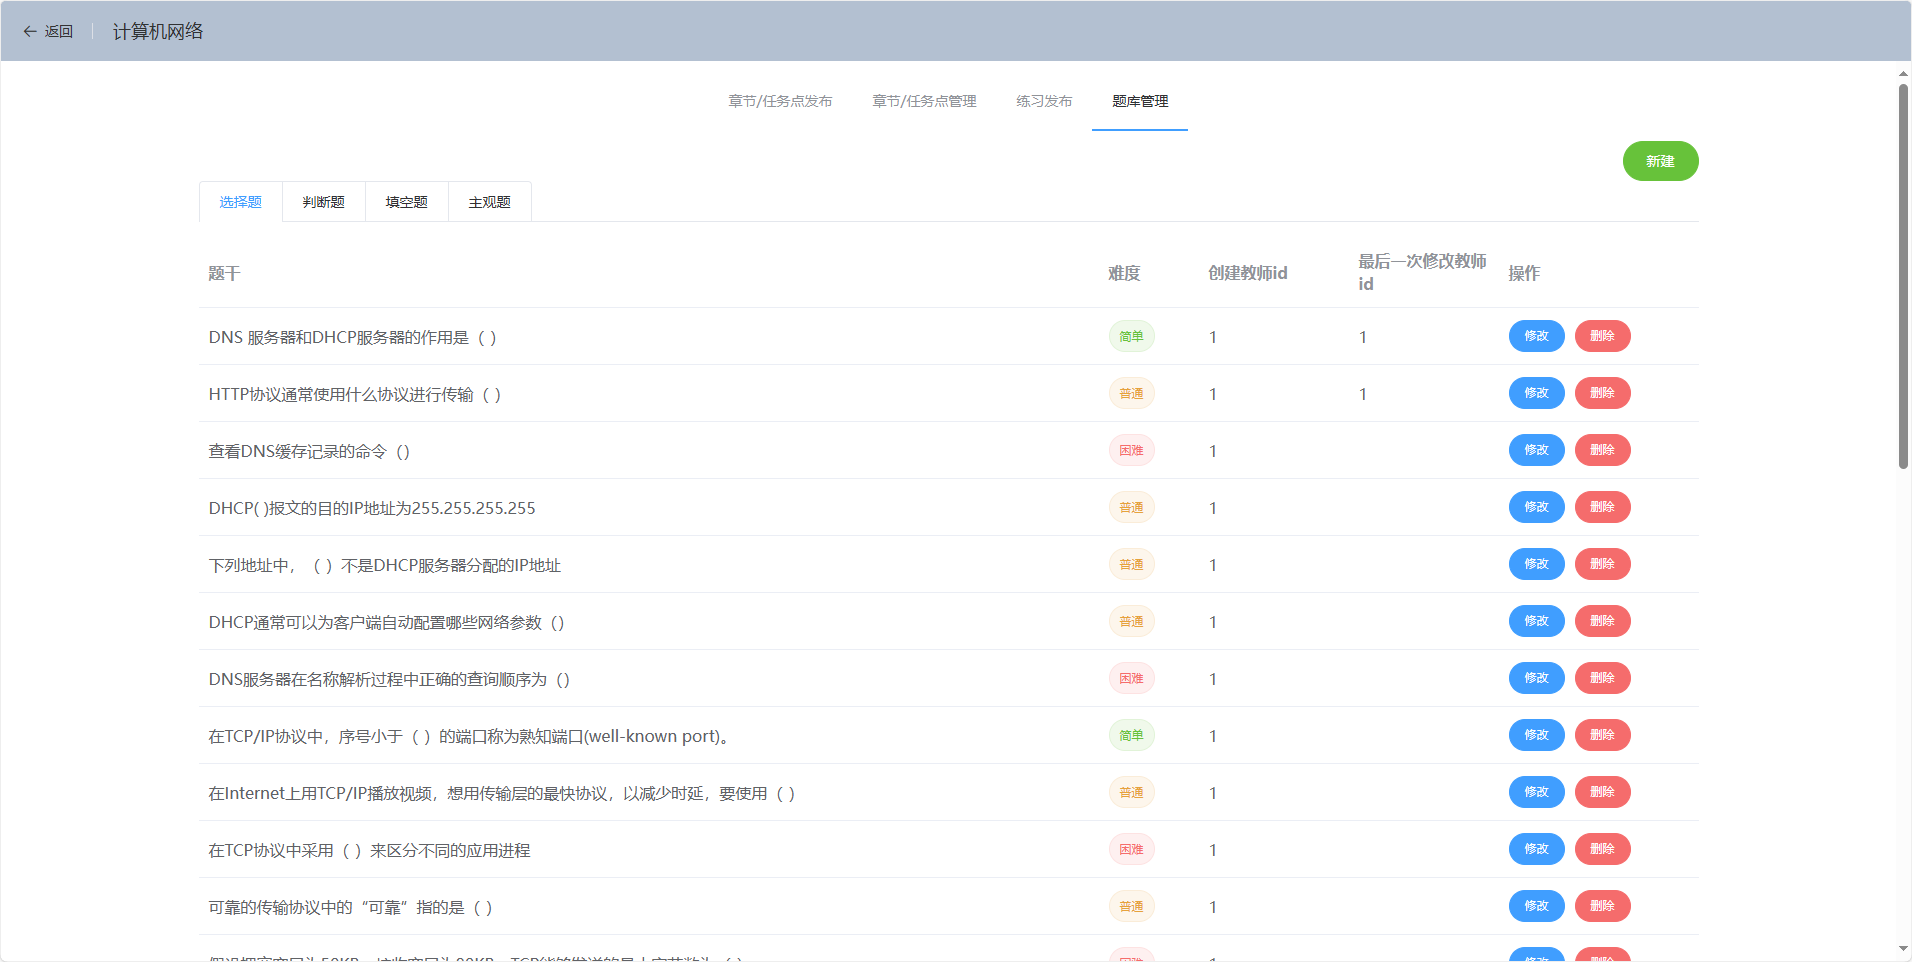 返回 计算机网络
章节/任务点发布 章节/任务点管理 练习发布 题库管理
新建
选择题 判断题 填空题 主观题
题干 难度 创建教师id 最后一次修改教师id 操作
DNS 服务器和DHCP服务器的作用是（ ） 简单 1 1 修改 删除
HTTP协议通常使用什么协议进行传输（ ） 普通 1 1 修改 删除
查看DNS缓存记录的命令（） 困难 1 修改 删除
DHCP( )报文的目的IP地址为255.255.255.255 普通 1 修改 删除
下列地址中，（ ）不是DHCP服务器分配的IP地址 普通 1 修改 删除
DHCP通常可以为客户端自动配置哪些网络参数（） 普通 1 修改 删除
DNS服务器在名称解析过程中正确的查询顺序为（） 困难 1 修改 删除
在TCP/IP协议中，序号小于（ ）的端口称为熟知端口(well-known port)。 简单 1 修改 删除
在Internet上用TCP/IP播放视频，想用传输层的最快协议，以减少时延，要使用（ ） 普通 1 修改 删除
在TCP协议中采用（ ）来区分不同的应用进程 困难 1 修改 删除
可靠的传输协议中的“可靠”指的是（ ） 普通 1 修改 删除